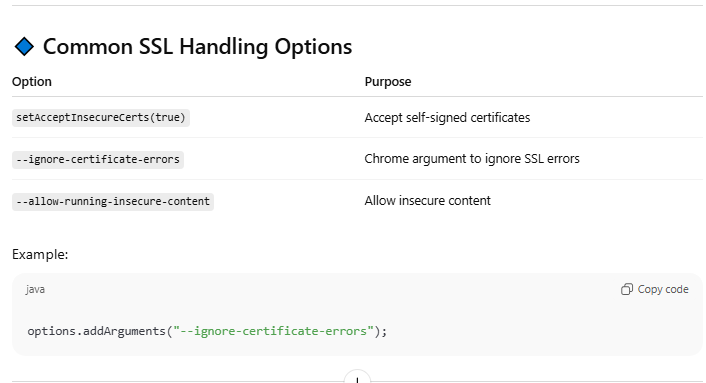 Common SSL Handling Options
Option Purpose
setAcceptInsecureCerts(true) Accept self-signed certificates
--ignore-certificate-errors Chrome argument to ignore SSL errors
--allow-running-insecure-content Allow insecure content
Example:
java Copy code
options.addArguments("--ignore-certificate-errors");